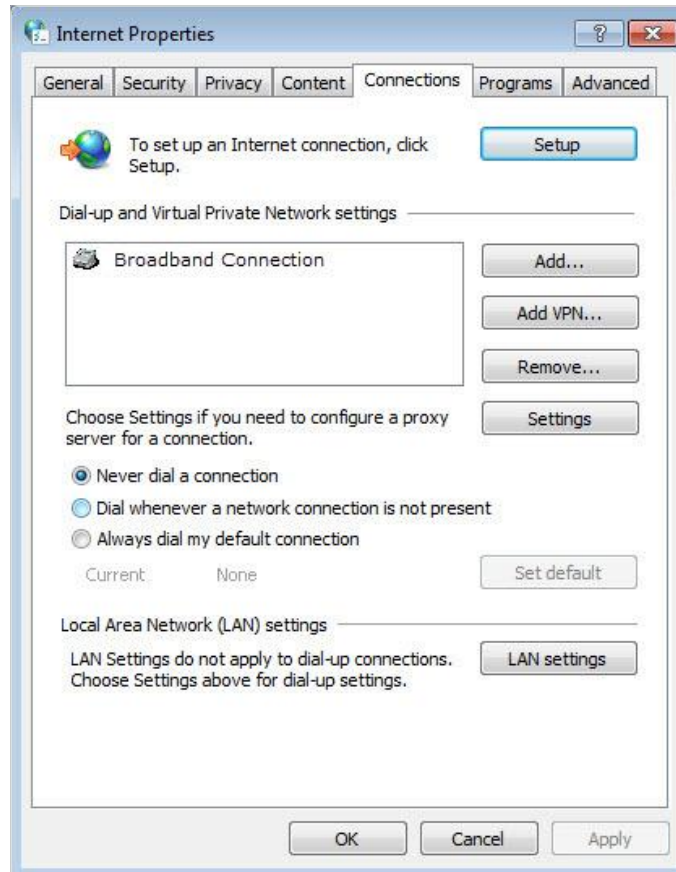 Internet Properties
General Security Privacy Content Connections Programs Advanced
To set up an Internet connection, click
Setup.
Setup
Dial-up and Virtual Private Network settings
Broadband Connection
Add...
Add VPN...
Remove...
Choose Settings if you need to configure a proxy
server for a connection.
Settings
Never dial a connection
Dial whenever a network connection is not present
Always dial my default connection
Current None
Set default
Local Area Network (LAN) settings
LAN Settings do not apply to dial-up connections.
Choose Settings above for dial-up settings.
LAN settings
OK Cancel Apply